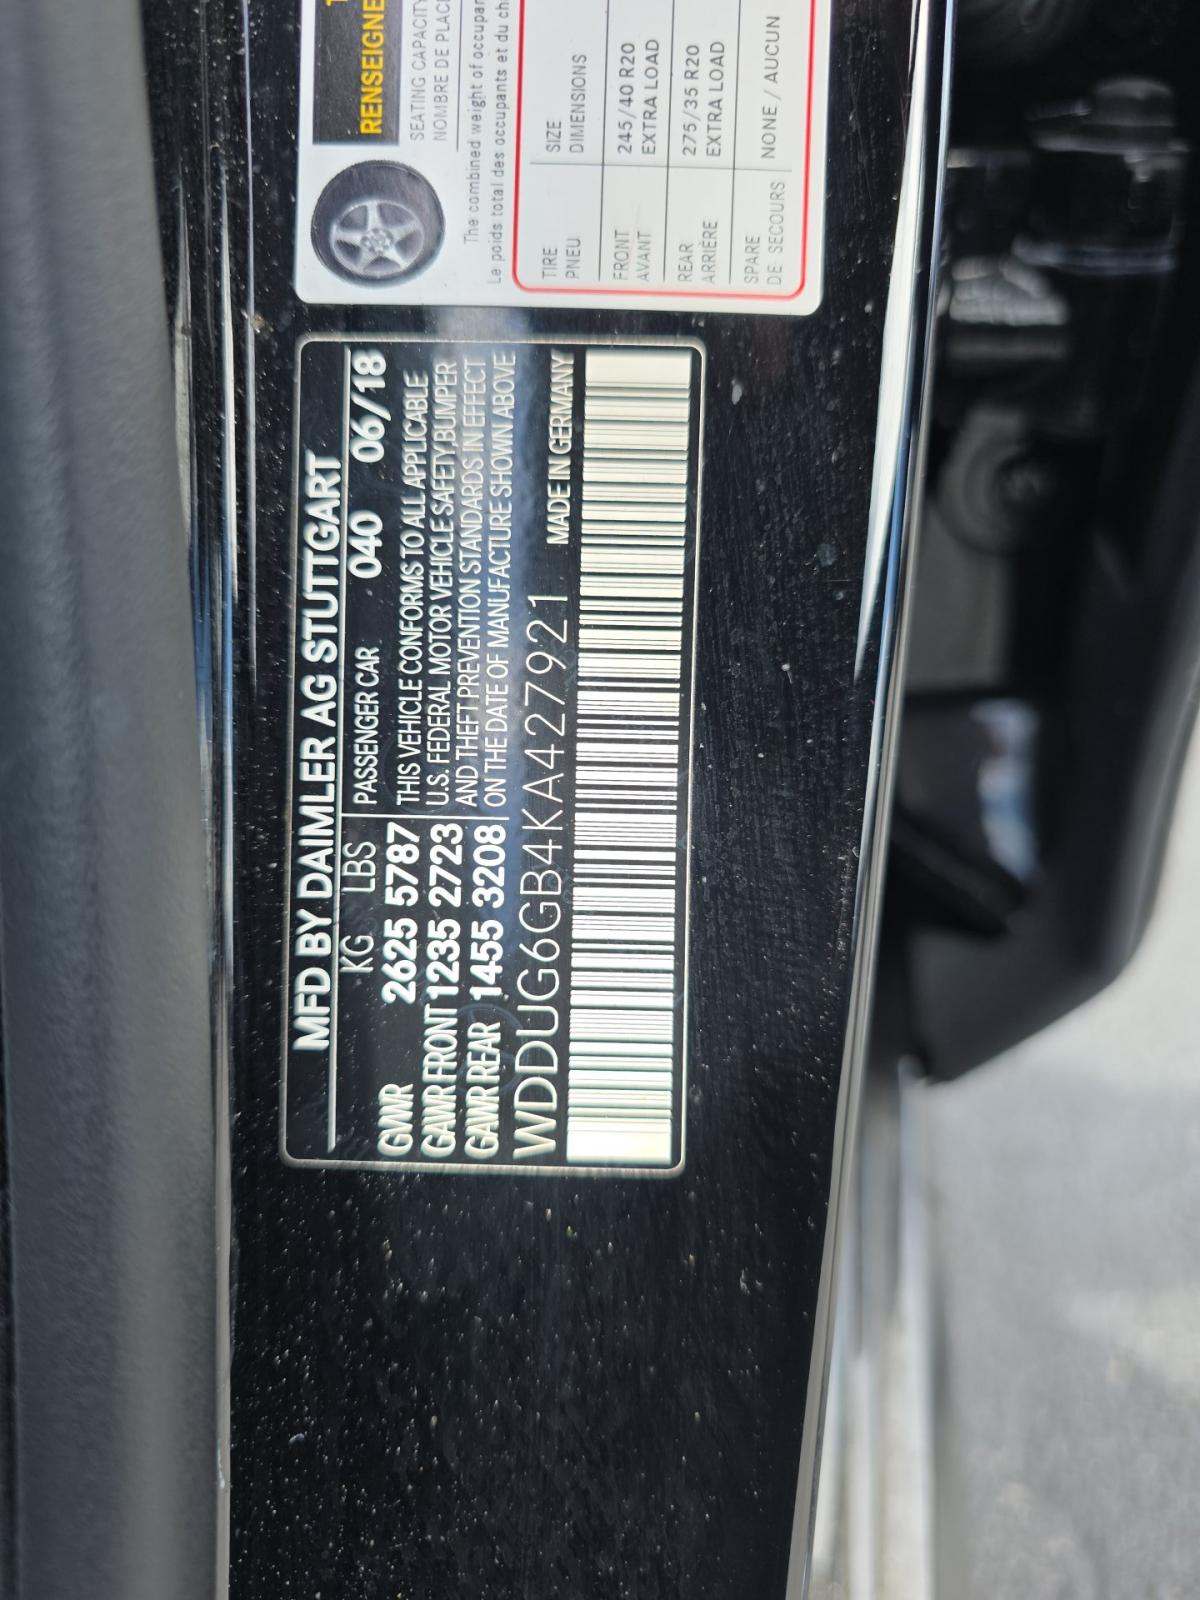 MFD BY DAIMLER AG STUTTGART
KG LBS PASSENGER CAR 040 06/18
GVWR 2625 5787 THIS VEHICLE CONFORMS TO ALL APPLICABLE
GAWR FRONT 1235 2723 U.S. FEDERAL MOTOR VEHICLE SAFETY,BUMPER
GAWR REAR 1455 3208 AND THEFT PREVENTION STANDARDS IN EFFECT
ON THE DATE OF MANUFACTURE SHOWN ABOVE
WDDUG6GB4KA427921 MADE IN GERMANY
RENSEIGNE
SEATING CAPACITY
NOMBRE DE PLAC
The combined weight of occupan
Le poids total des occupants et du ch
TIRE SIZE
PNEU DIMENSIONS
FRONT 245/40 R20
AVANT EXTRA LOAD
REAR 275/35 R20
ARRIÈRE EXTRA LOAD
SPARE NONE / AUCUN
DE SECOURS